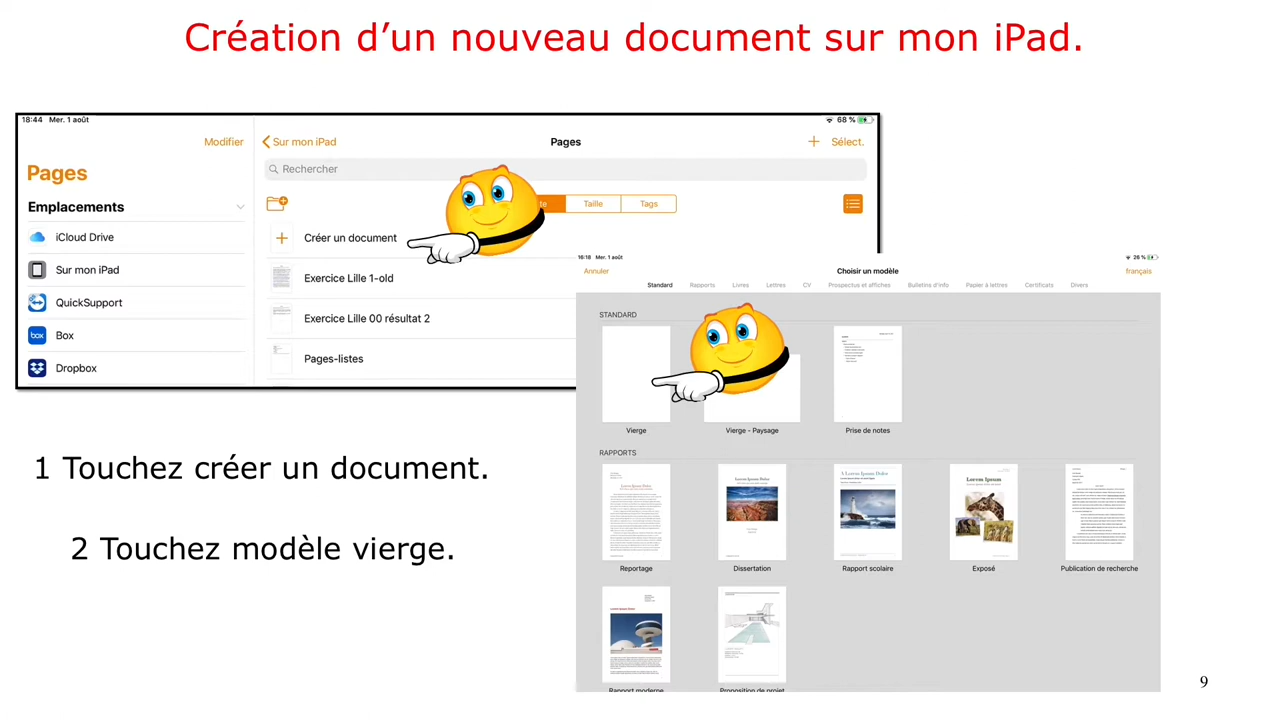 Création d’un nouveau document sur mon iPad.
18:44 Mer. 1 août
68 %
Modifier
Sur mon iPad
Pages
Sélect.
Pages
Rechercher
Emplacements
te
Taille
Tags
iCloud Drive
Créer un document
Sur mon iPad
Exercice Lille 1-old
QuickSupport
Exercice Lille 00 résultat 2
box
Box
Pages-listes
Dropbox
16:18 Mer. 1 août
26 %
Annuler
Choisir un modèle
français
Standard
Rapports
Livres
Lettres
CV
Prospectus et affiches
Bulletins d'info
Papier à lettres
Certificats
Divers
STANDARD
Vierge
Vierge - Paysage
Prise de notes
RAPPORTS
Lorem Ipsum
Reportage
Dissertation
Rapport scolaire
Exposé
Publication de recherche
Rapport moderne
Proposition de projet
1 Touchez créer un document.
2 Touchez modèle vierge.
9